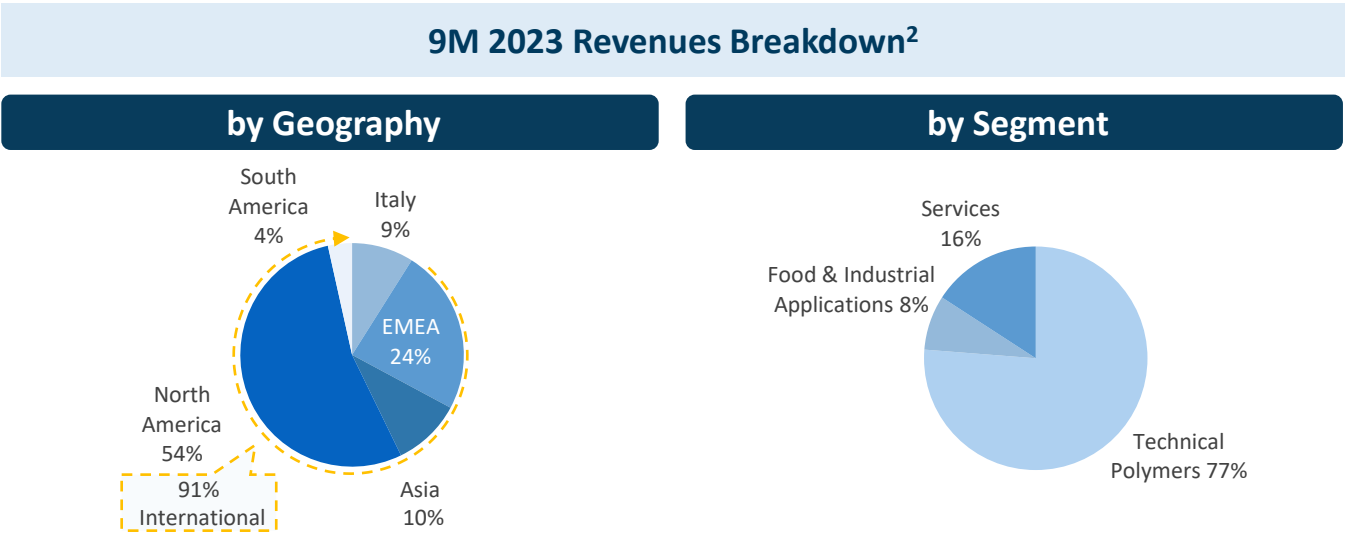 9M 2023 Revenues Breakdown2
by Geography
South
America
4%
Italy
9%
EMEA
24%
North
America
54%
91%
International
Asia
10%
by Segment
Services
16%
Food & Industrial
Applications 8%
Technical
Polymers 77%